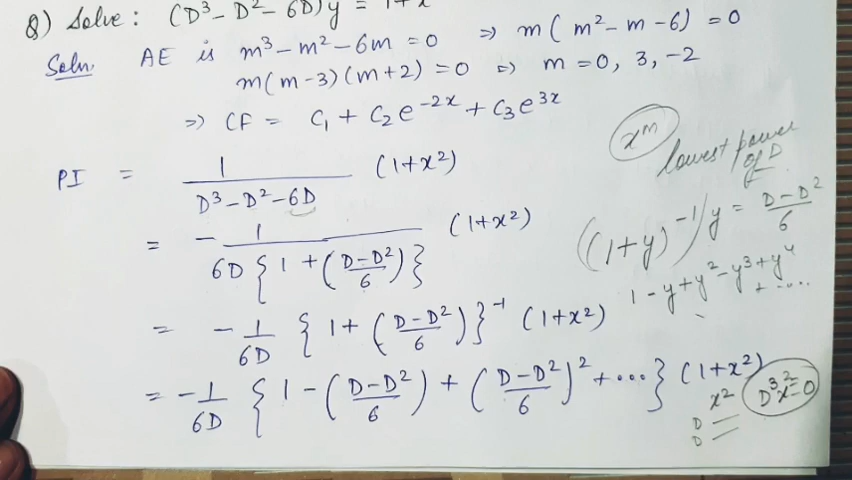 Q) Solve : (D³ - D² - 6D) y = 1 + x
Soln. AE is m³ - m² - 6m = 0 ⇒ m ( m² - m - 6 ) = 0
m (m-3) (m+2) = 0 ⇒ m = 0, 3, -2
⇒ CF = C₁ + C₂ e^{-2x} + C₃ e^{3x}
x^m
lowest power of D
PI = 1/(D³ - D² - 6D) (1+x²)
= - 1/(6D { 1 + ((D-D²)/6) }) (1+x²)
(1+y)^{-1} / y = (D-D²)/6
1 - y + y² - y³ + y⁴ + ....
= - 1/6D { 1 + ((D-D²)/6) }^{-1} (1+x²)
= - 1/6D { 1 - ((D-D²)/6) + ((D-D²)/6)² + ... } (1+x²)
x²
D
D
D³x² = 0